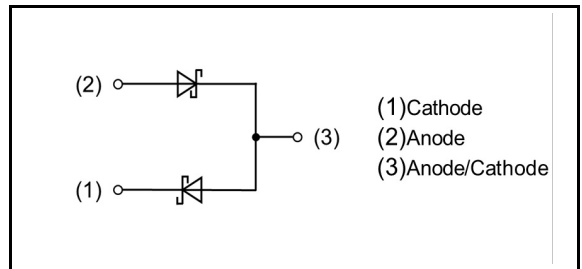 (2)
(3)
(1)
(1)Cathode
(2)Anode
(3)Anode/Cathode